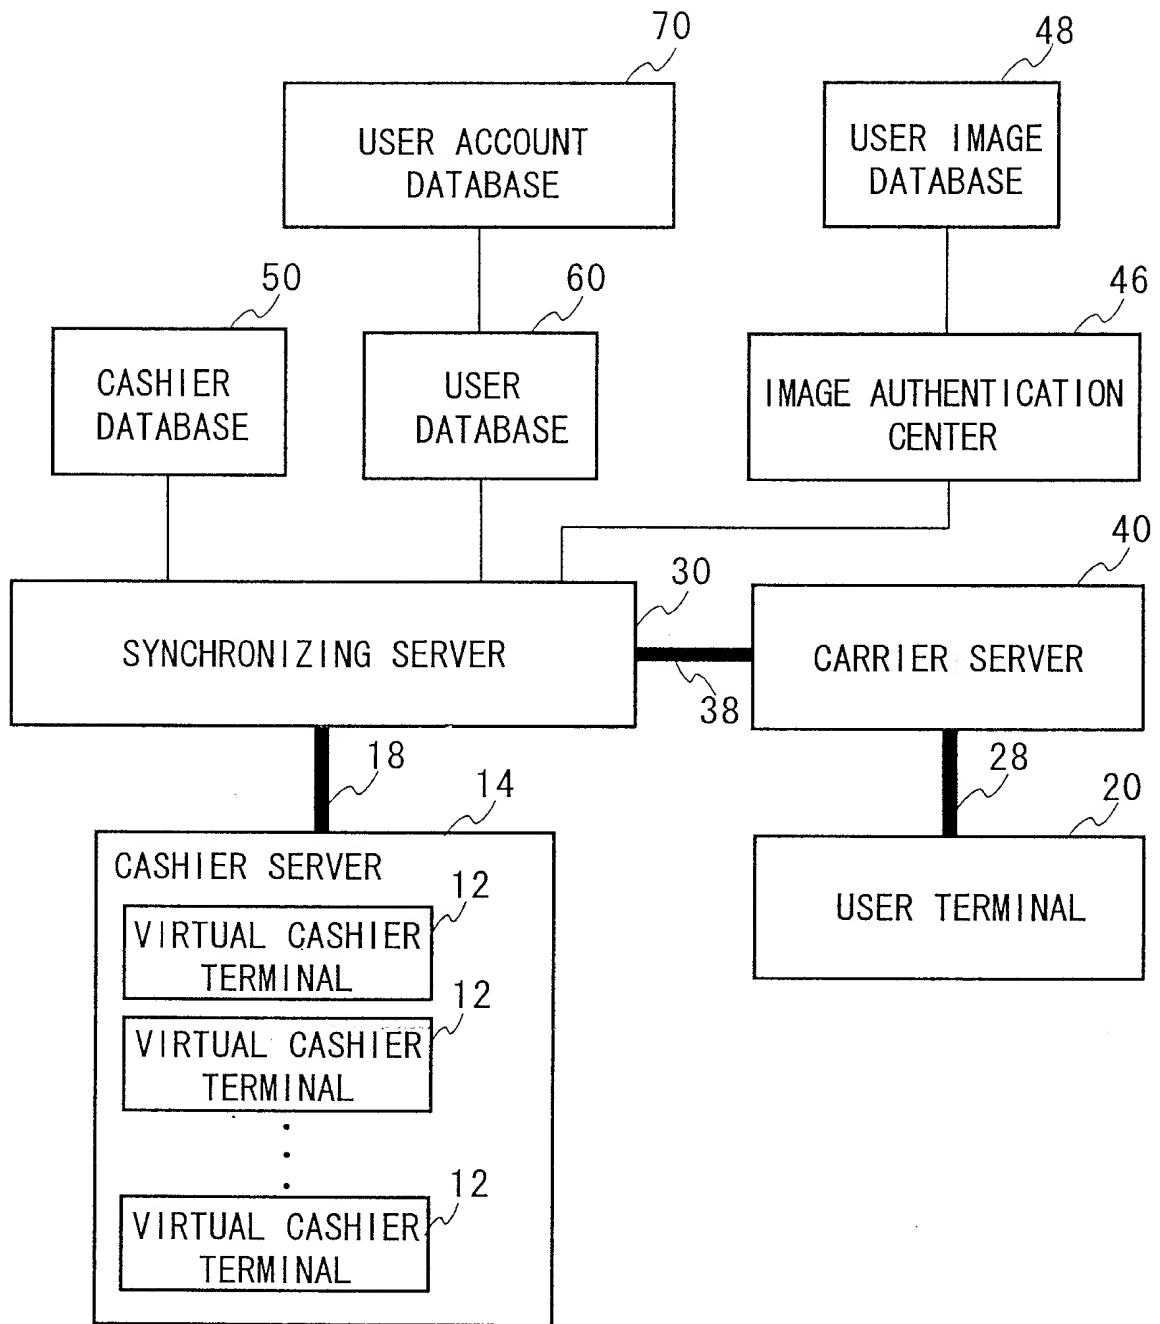 70
48
USER ACCOUNT
DATABASE
USER IMAGE
DATABASE
50
60
46
CASHIER
DATABASE
USER
DATABASE
IMAGE AUTHENTICATION
CENTER
30
40
SYNCHRONIZING SERVER
CARRIER SERVER
38
18
28
14
20
CASHIER SERVER
USER TERMINAL
12
VIRTUAL CASHIER
TERMINAL
12
VIRTUAL CASHIER
TERMINAL
12
VIRTUAL CASHIER
TERMINAL